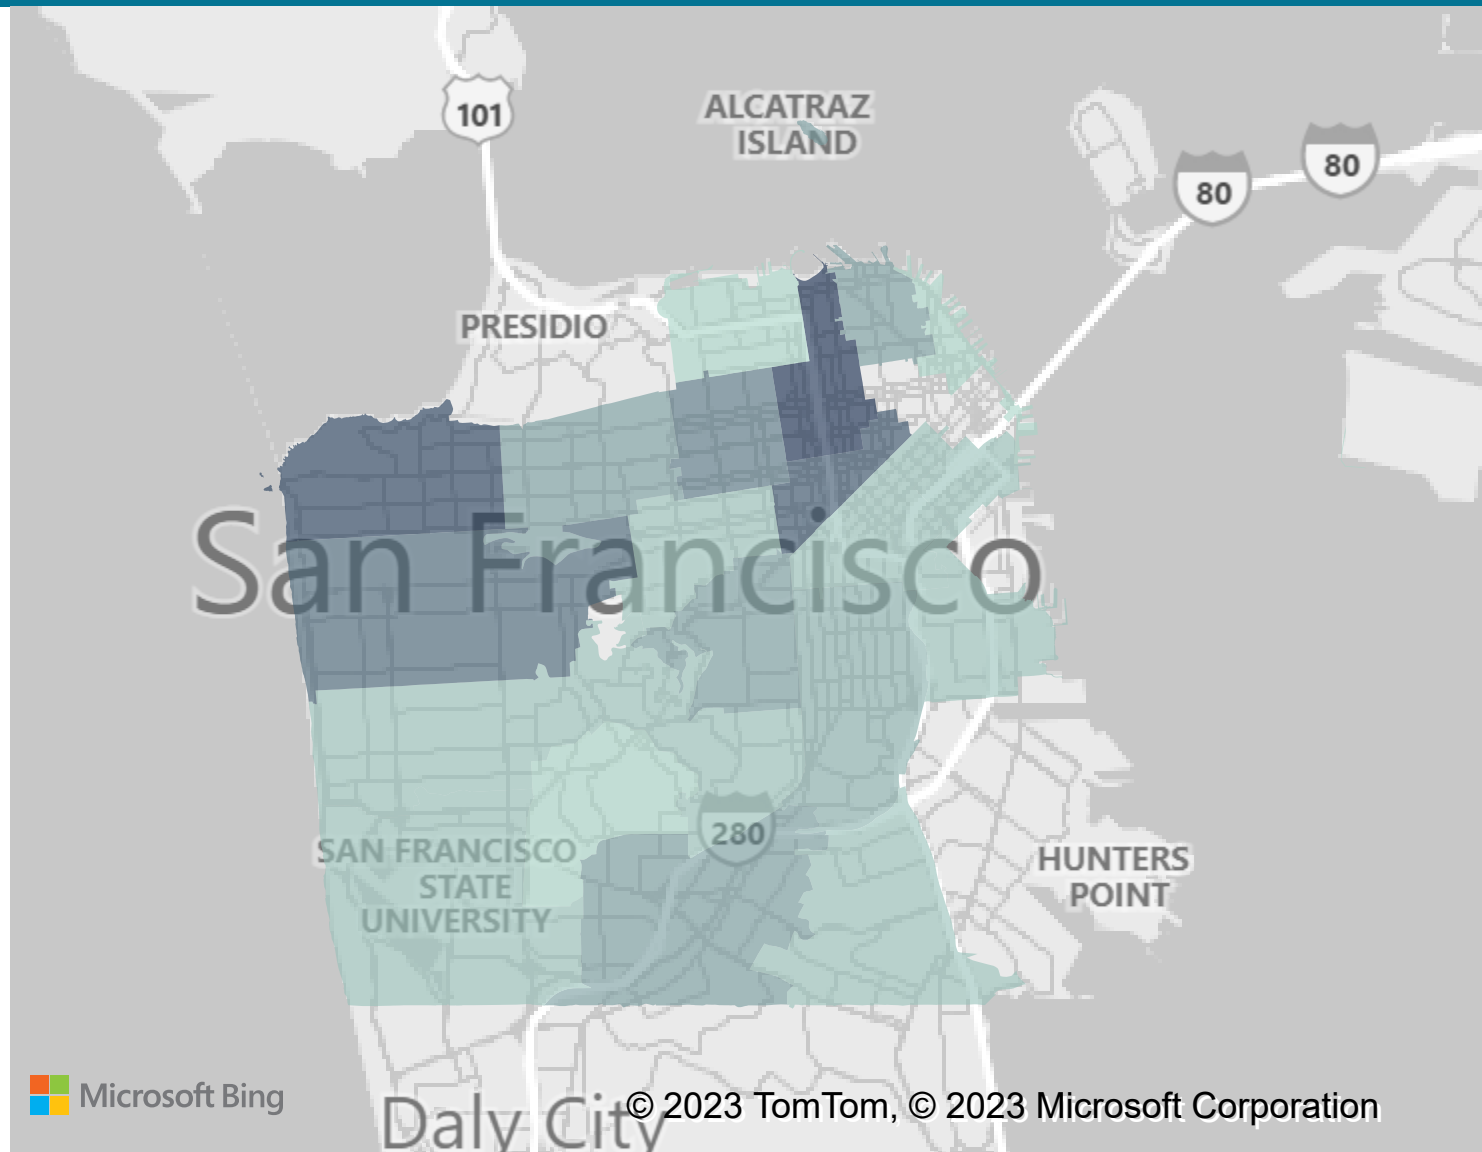 101
ALCATRAZ
ISLAND
80
80
PRESIDIO
San Francisco
280
SAN FRANCISCO
STATE
UNIVERSITY
HUNTERS
POINT
Microsoft Bing
Daly City
© 2023 TomTom, © 2023 Microsoft Corporation